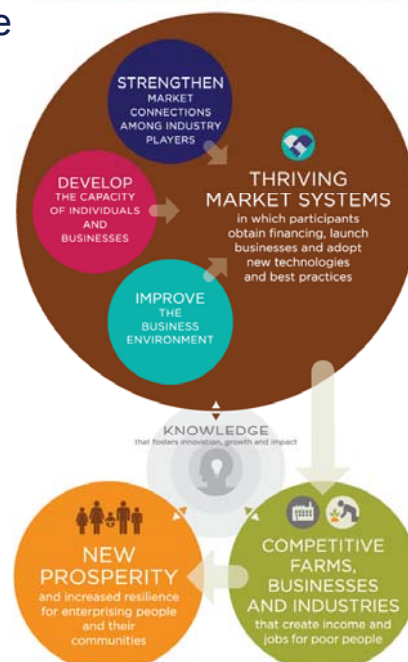 e
STRENGTHEN
MARKET
CONNECTIONS
AMONG INDUSTRY
PLAYERS
DEVELOP
THE CAPACITY
OF INDIVIDUALS
AND
BUSINESSES
IMPROVE
THE
BUSINESS
ENVIRONMENT
THRIVING
MARKET SYSTEMS
in which participants
obtain financing, launch
businesses and adopt
new technologies
and best practices
KNOWLEDGE
that fosters innovation, growth and impact
COMPETITIVE
FARMS,
BUSINESSES
AND INDUSTRIES
that create income and
jobs for poor people
NEW
PROSPERITY
and increased resilience
for enterprising people
and their
communities